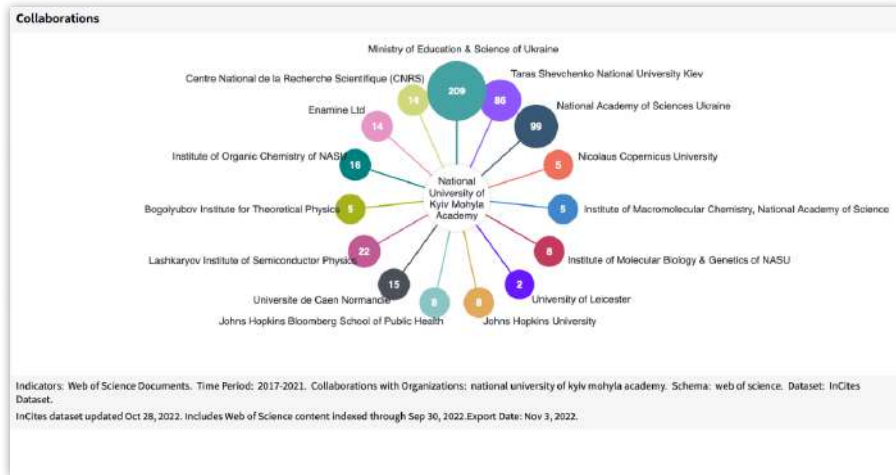 Collaborations
Ministry of Education & Science of Ukraine
209
Taras Shevchenko National University Kiev
86
National Academy of Sciences Ukraine
99
Nicolaus Copernicus University
5
Institute of Macromolecular Chemistry, National Academy of Science
5
Institute of Molecular Biology & Genetics of NASU
8
University of Leicester
2
Johns Hopkins University
8
Johns Hopkins Bloomberg School of Public Health
8
Universite de Caen Normandie
15
Lashkaryov Institute of Semiconductor Physics
22
Bogolyubov Institute for Theoretical Physics
5
Institute of Organic Chemistry of NASU
16
Enamine Ltd
14
Centre National de la Recherche Scientifique (CNRS)
14
National
University of
Kyiv Mohyla
Academy
Indicators: Web of Science Documents. Time Period: 2017-2021. Collaborations with Organizations: national university of kyiv mohyla academy. Schema: web of science. Dataset: InCites
Dataset.
InCites dataset updated Oct 28, 2022. Includes Web of Science content indexed through Sep 30, 2022.Export Date: Nov 3, 2022.